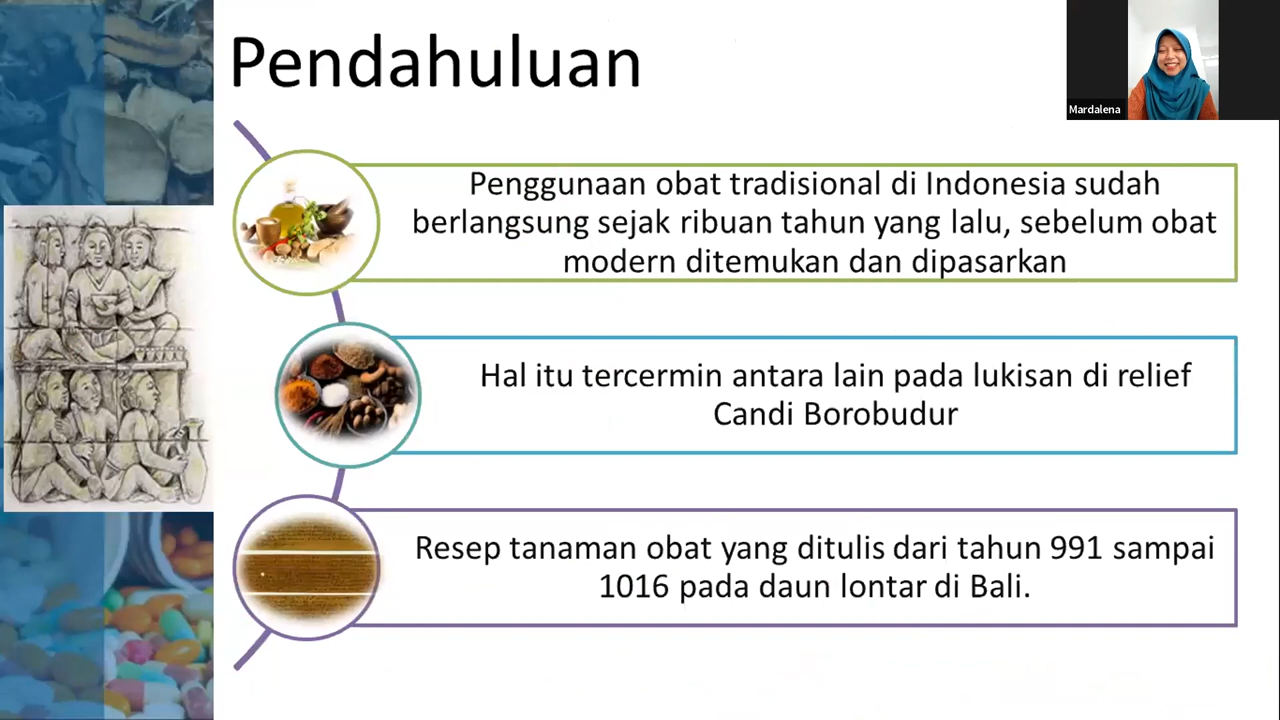 Pendahuluan
Mardalena
Penggunaan obat tradisional di Indonesia sudah
berlangsung sejak ribuan tahun yang lalu, sebelum obat
modern ditemukan dan dipasarkan
Hal itu tercermin antara lain pada lukisan di relief
Candi Borobudur
Resep tanaman obat yang ditulis dari tahun 991 sampai
1016 pada daun lontar di Bali.